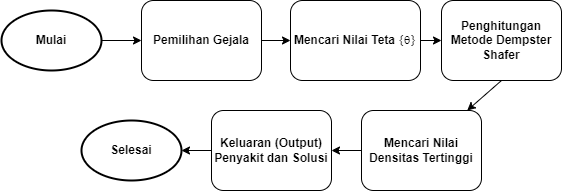 Mulai
Pemilihan Gejala
Mencari Nilai Teta {θ}
Penghitungan
Metode Dempster
Shafer
Mencari Nilai
Densitas Tertinggi
Keluaran (Output)
Penyakit dan Solusi
Selesai